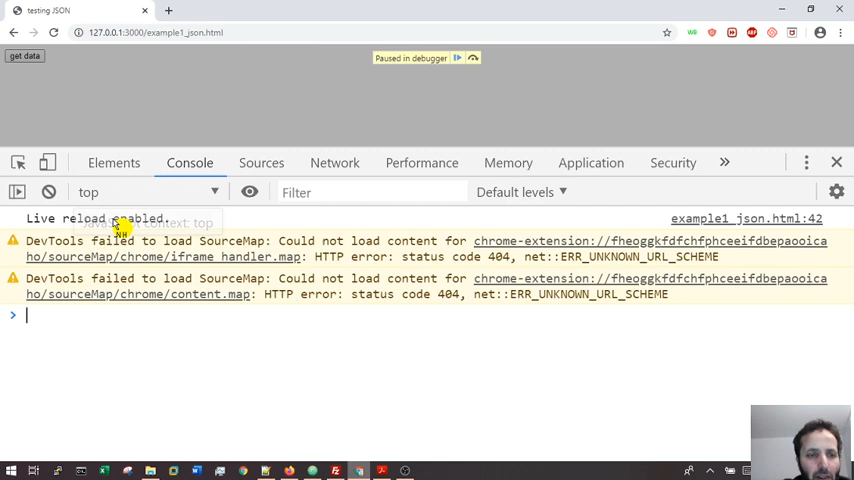 testing JSON
127.0.0.1:3000/example1_json.html
get data
Paused in debugger
Elements Console Sources Network Performance Memory Application Security
top Filter Default levels
Live reload enabled. example1_json.html:42
JavaScript context: top
NH
DevTools failed to load SourceMap: Could not load content for chrome-extension://fheoggkfdfchfphceeifdbepaooica
ho/sourceMap/chrome/iframe_handler.map: HTTP error: status code 404, net::ERR_UNKNOWN_URL_SCHEME
DevTools failed to load SourceMap: Could not load content for chrome-extension://fheoggkfdfchfphceeifdbepaooica
ho/sourceMap/chrome/content.map: HTTP error: status code 404, net::ERR_UNKNOWN_URL_SCHEME